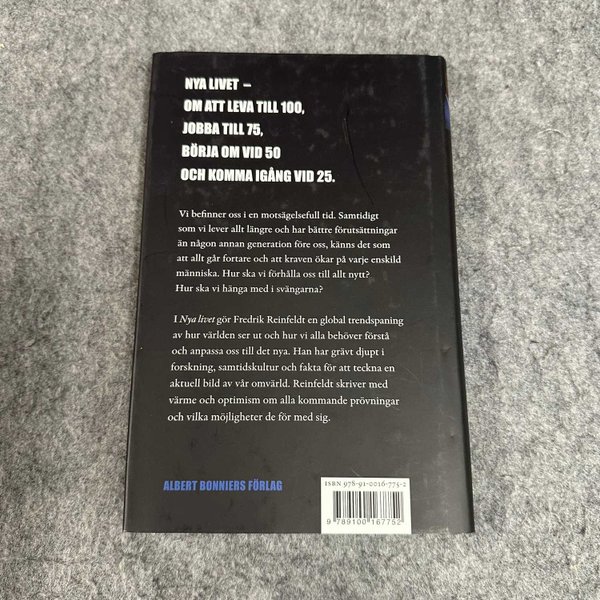 NYA LIVET –
OM ATT LEVA TILL 100,
JOBBA TILL 75,
BÖRJA OM VID 50
OCH KOMMA IGÅNG VID 25.
Vi befinner oss i en motsägelsefull tid. Samtidigt
som vi lever allt längre och har bättre förutsättningar
än någon annan generation före oss, känns det som
att allt går fortare och att kraven ökar på varje enskild
människa. Hur ska vi förhålla oss till allt nytt?
Hur ska vi hänga med i svängarna?
I Nya livet gör Fredrik Reinfeldt en global trendspaning
av hur världen ser ut och hur vi alla behöver förstå
och anpassa oss till det nya. Han har grävt djupt i
forskning, samtidskultur och fakta för att teckna en
aktuell bild av vår omvärld. Reinfeldt skriver med
värme och optimism om alla kommande prövningar
och vilka möjligheter de för med sig.
ALBERT BONNIERS FÖRLAG
ISBN 978-91-0016-775-2
9 789100 167752